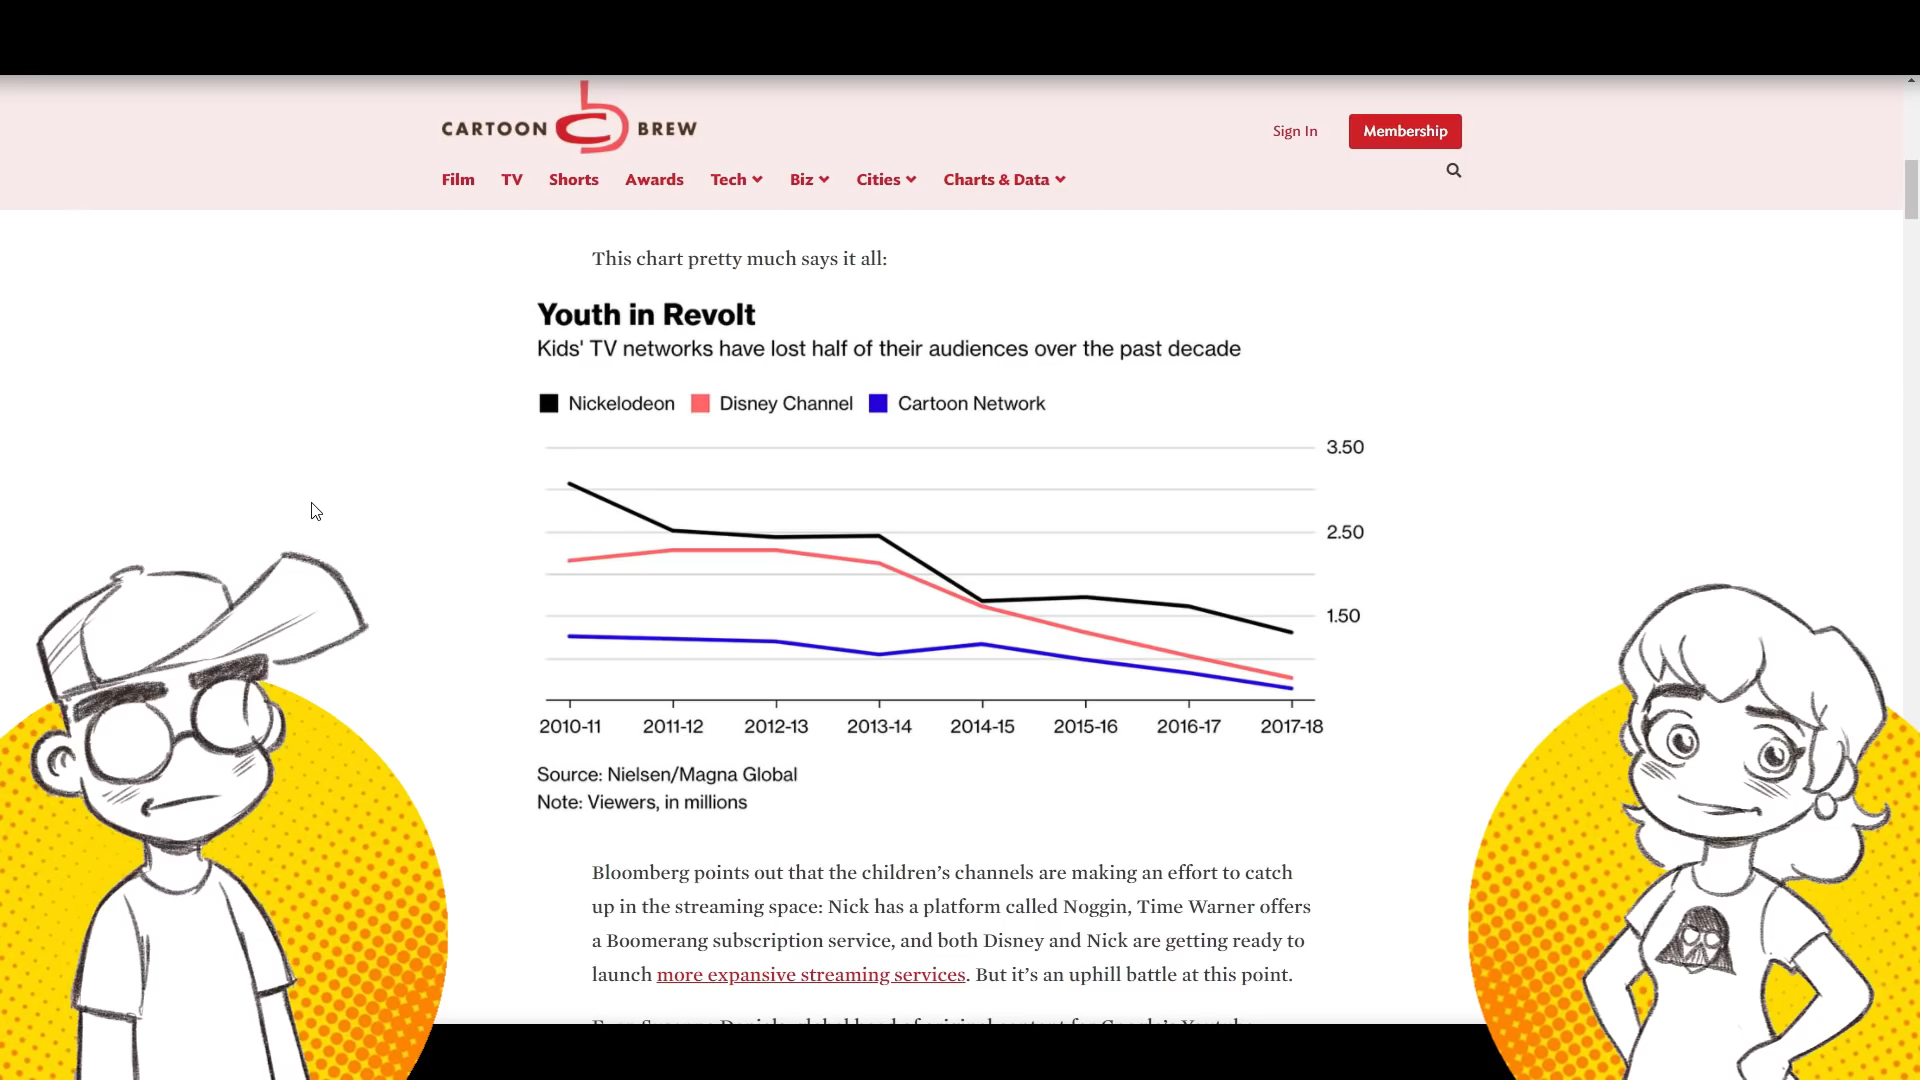 CARTOON BREW
Sign In
Membership
Film TV Shorts Awards Tech Biz Cities Charts & Data
This chart pretty much says it all:
Youth in Revolt
Kids' TV networks have lost half of their audiences over the past decade
Nickelodeon Disney Channel Cartoon Network
3.50
2.50
1.50
2010-11 2011-12 2012-13 2013-14 2014-15 2015-16 2016-17 2017-18
Source: Nielsen/Magna Global
Note: Viewers, in millions
Bloomberg points out that the children’s channels are making an effort to catch
up in the streaming space: Nick has a platform called Noggin, Time Warner offers
a Boomerang subscription service, and both Disney and Nick are getting ready to
launch more expansive streaming services. But it’s an uphill battle at this point.